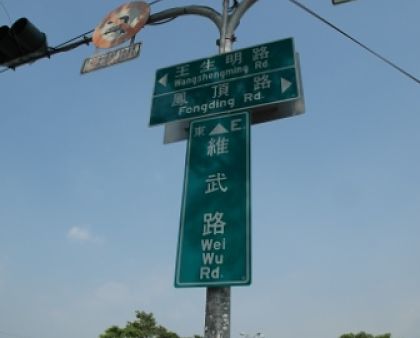 王生明路
Wangshengming Rd
鳳頂路
Fongding Rd.
東 E
維武路
Wei
Wu
Rd.